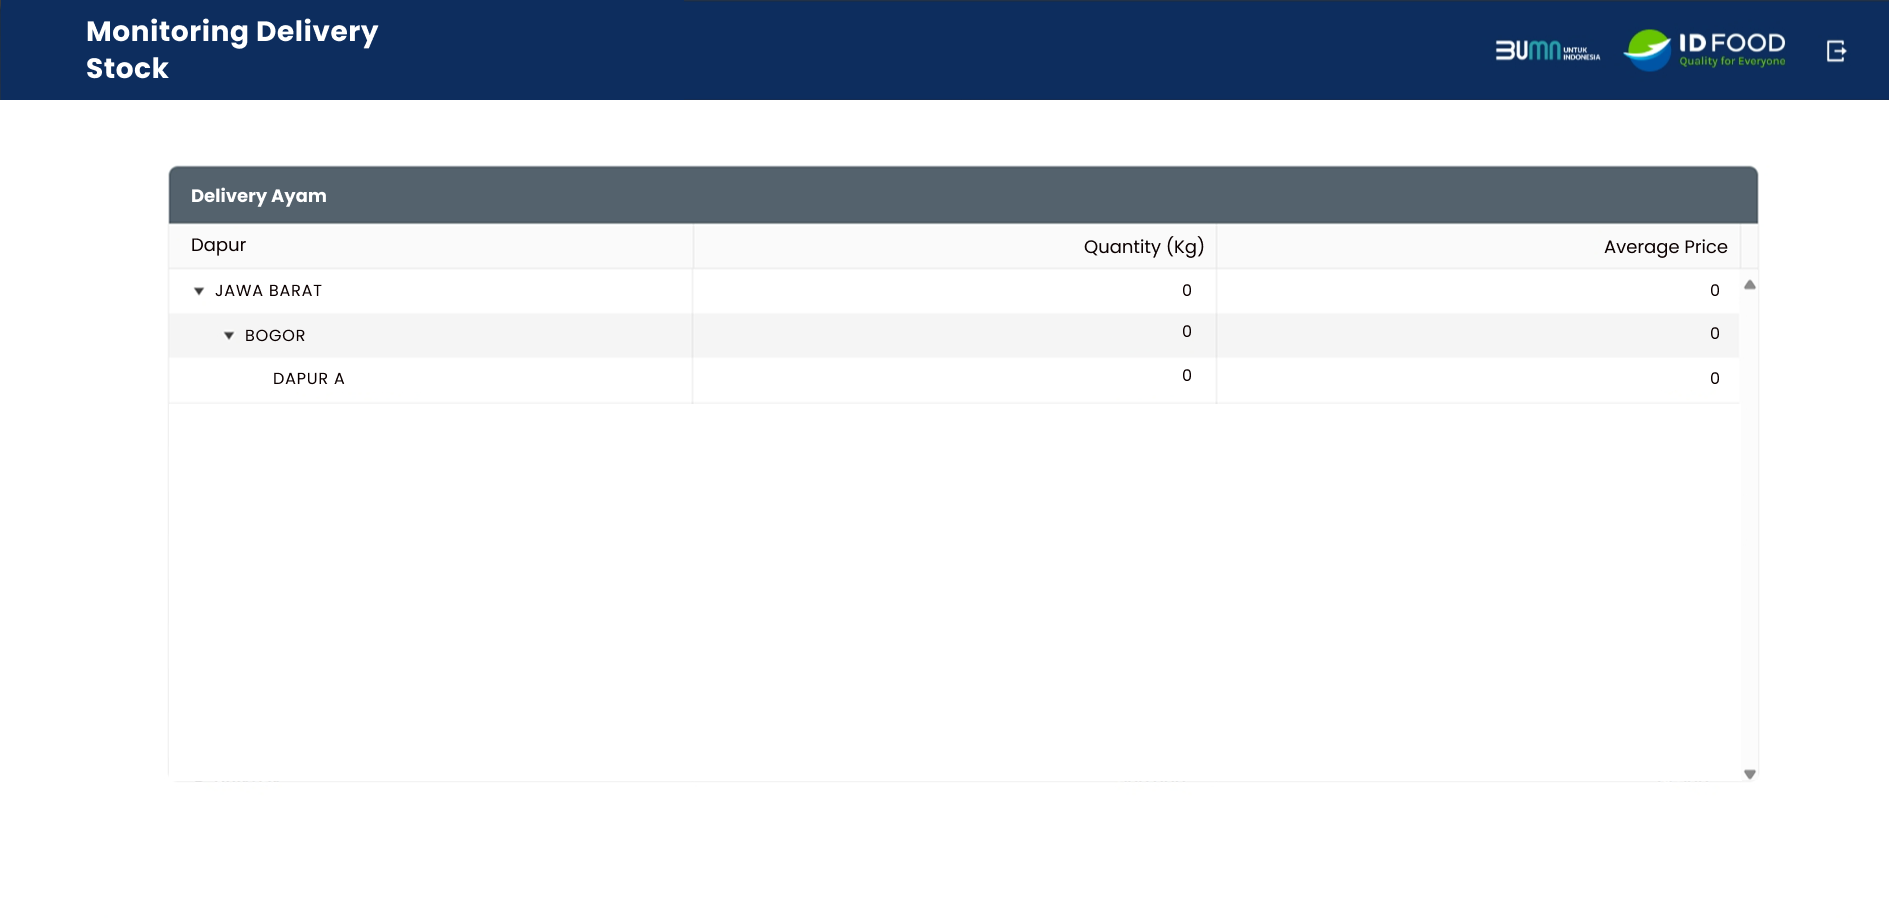 Monitoring Delivery
Stock
BUMN UNTUK INDONESIA
ID FOOD
Quality for Everyone
Delivery Ayam
Dapur Quantity (Kg) Average Price
JAWA BARAT 0 0
BOGOR 0 0
DAPUR A 0 0